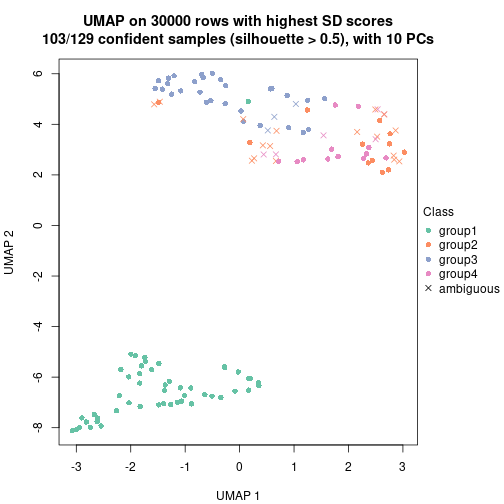 UMAP on 30000 rows with highest SD scores
103/129 confident samples (silhouette > 0.5), with 10 PCs
6
4
2
0
-2
-4
-6
-8
UMAP 2
-3 -2 -1 0 1 2 3
UMAP 1
Class
group1
group2
group3
group4
ambiguous